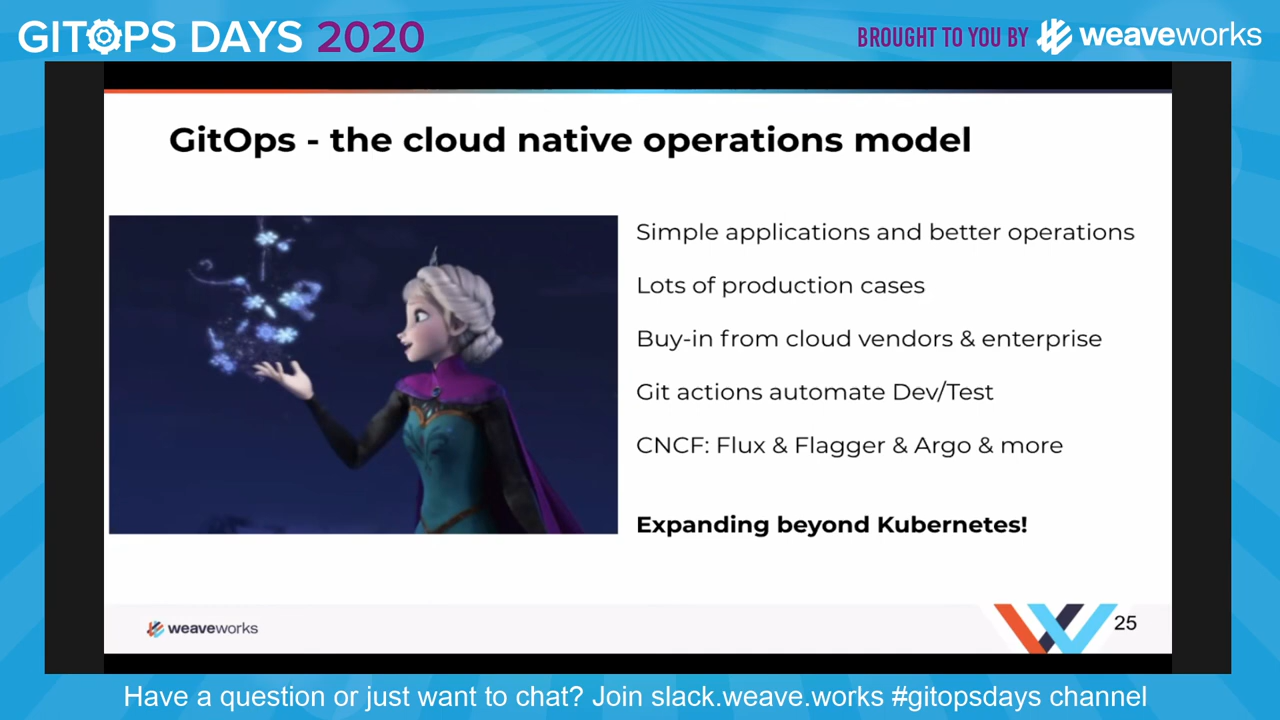 GITOPS DAYS 2020
BROUGHT TO YOU BY weaveworks
GitOps - the cloud native operations model
Simple applications and better operations
Lots of production cases
Buy-in from cloud vendors & enterprise
Git actions automate Dev/Test
CNCF: Flux & Flagger & Argo & more
Expanding beyond Kubernetes!
weaveworks
25
Have a question or just want to chat? Join slack.weave.works #gitopsdays channel